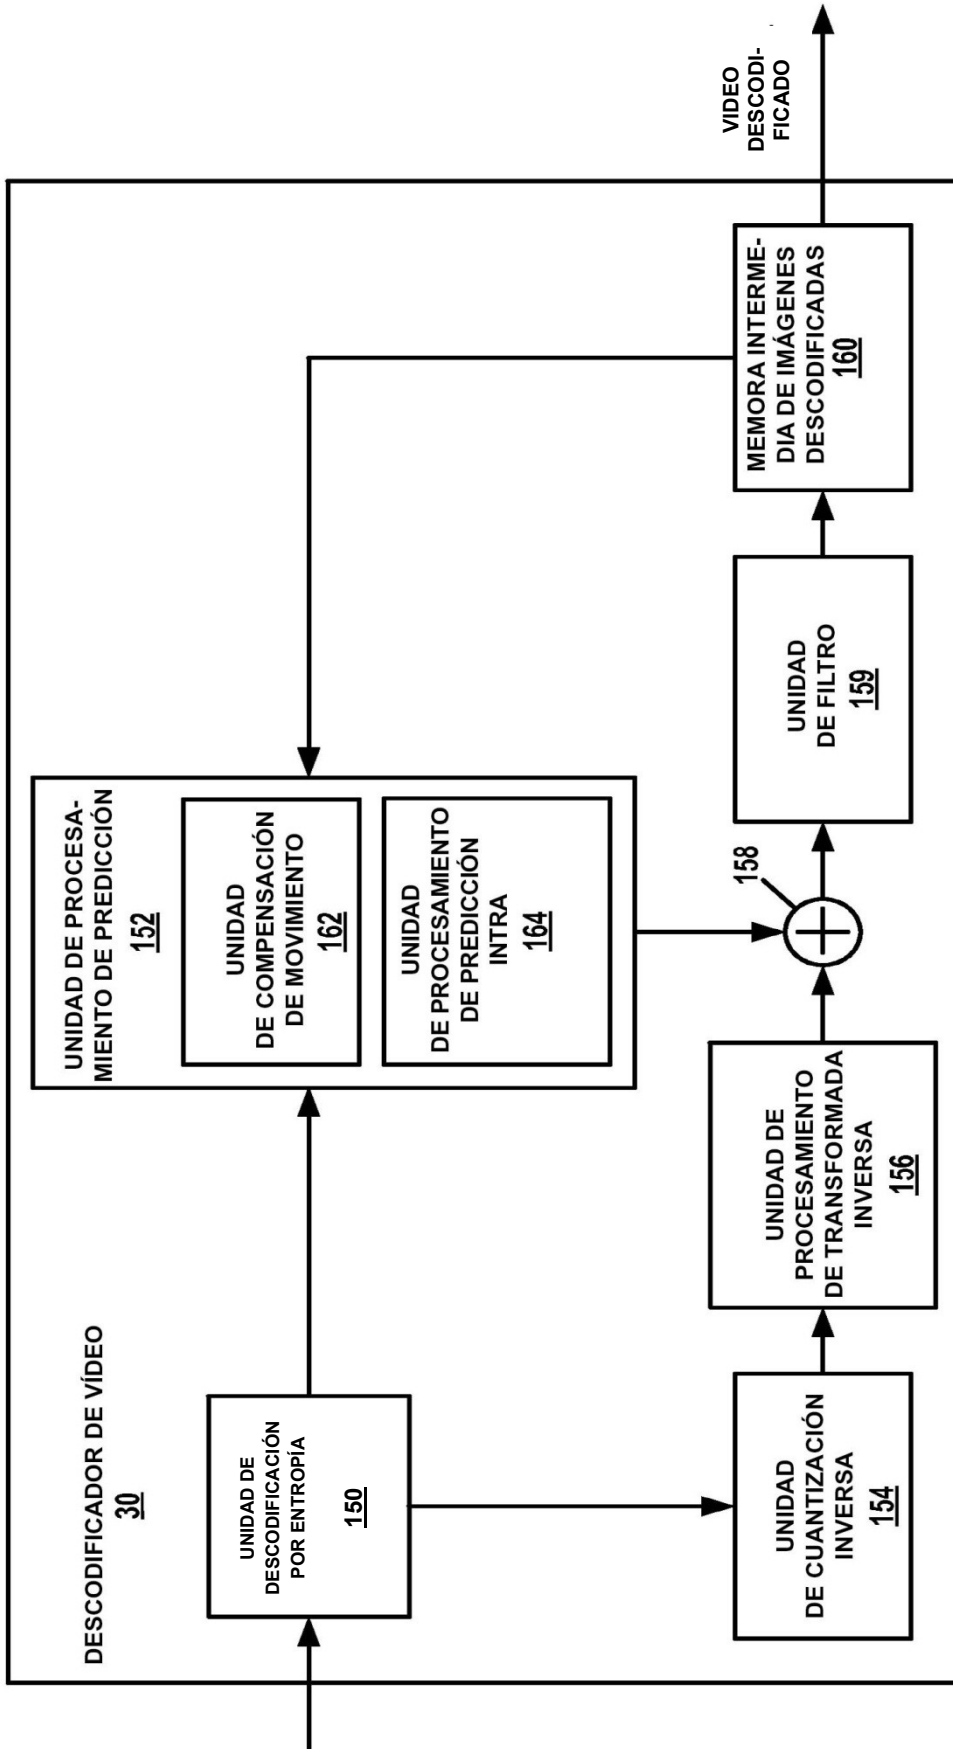 DESCODIFICADOR DE VÍDEO
30
UNIDAD DE
DESCODIFICACIÓN
POR ENTROPÍA
150
UNIDAD DE PROCESA-
MIENTO DE PREDICCIÓN
152
UNIDAD
DE COMPENSACIÓN
DE MOVIMIENTO
162
UNIDAD
DE PROCESAMIENTO
DE PREDICCIÓN
INTRA
164
UNIDAD
DE CUANTIZACIÓN
INVERSA
154
UNIDAD DE
PROCESAMIENTO
DE TRANSFORMADA
INVERSA
156
158
UNIDAD
DE FILTRO
159
MEMORA INTERME-
DIA DE IMÁGENES
DESCODIFICADAS
160
VIDEO
DESCODI-
FICADO